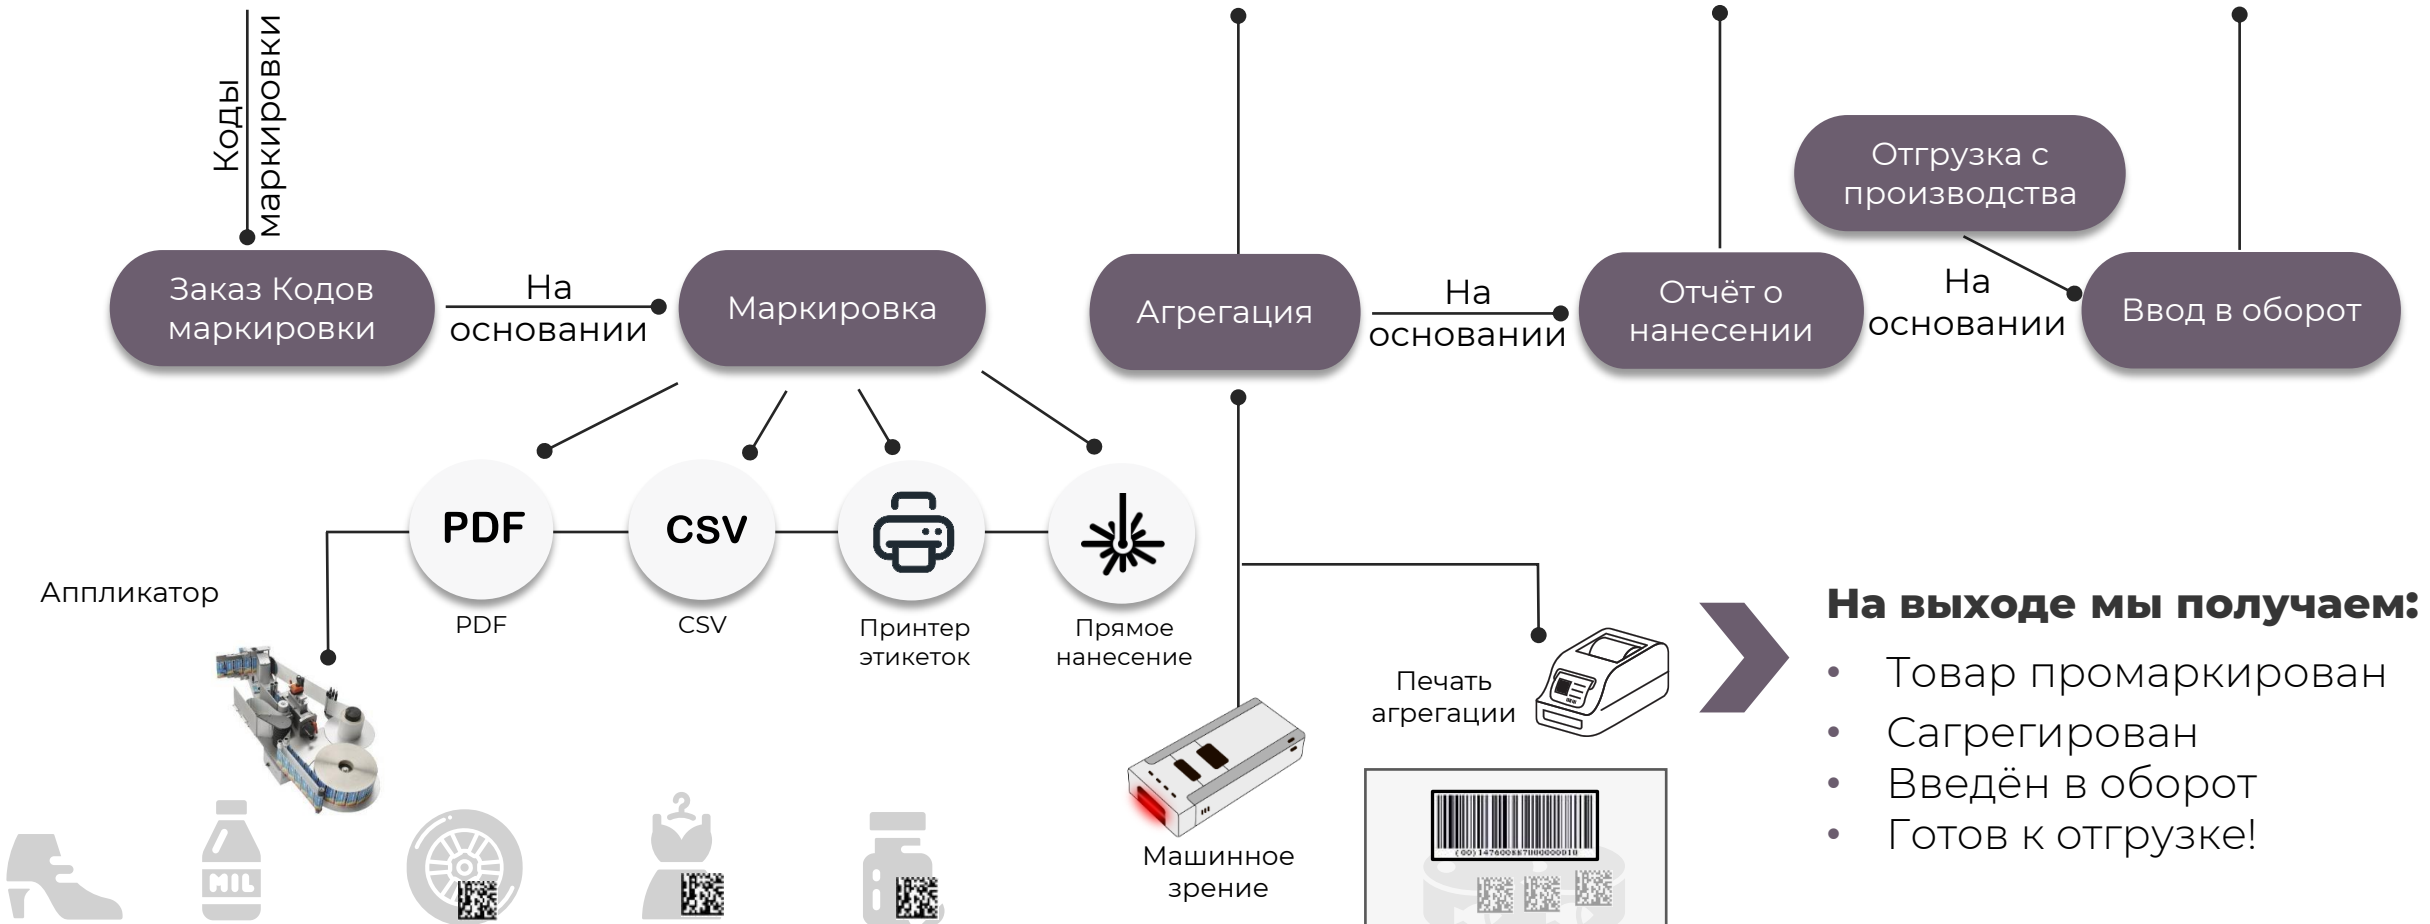 Коды
маркировки
Отгрузка с
производства
Заказ Кодов
маркировки
На
основании
Маркировка
Агрегация
На
основании
Отчёт о
нанесении
На
основании
Ввод в оборот
PDF
CSV
PDF
CSV
Принтер
этикеток
Прямое
нанесение
Аппликатор
Печать
агрегации
На выходе мы получаем:
• Товар промаркирован
• Сагрегирован
• Введён в оборот
• Готов к отгрузке!
Машинное
зрение
MIL